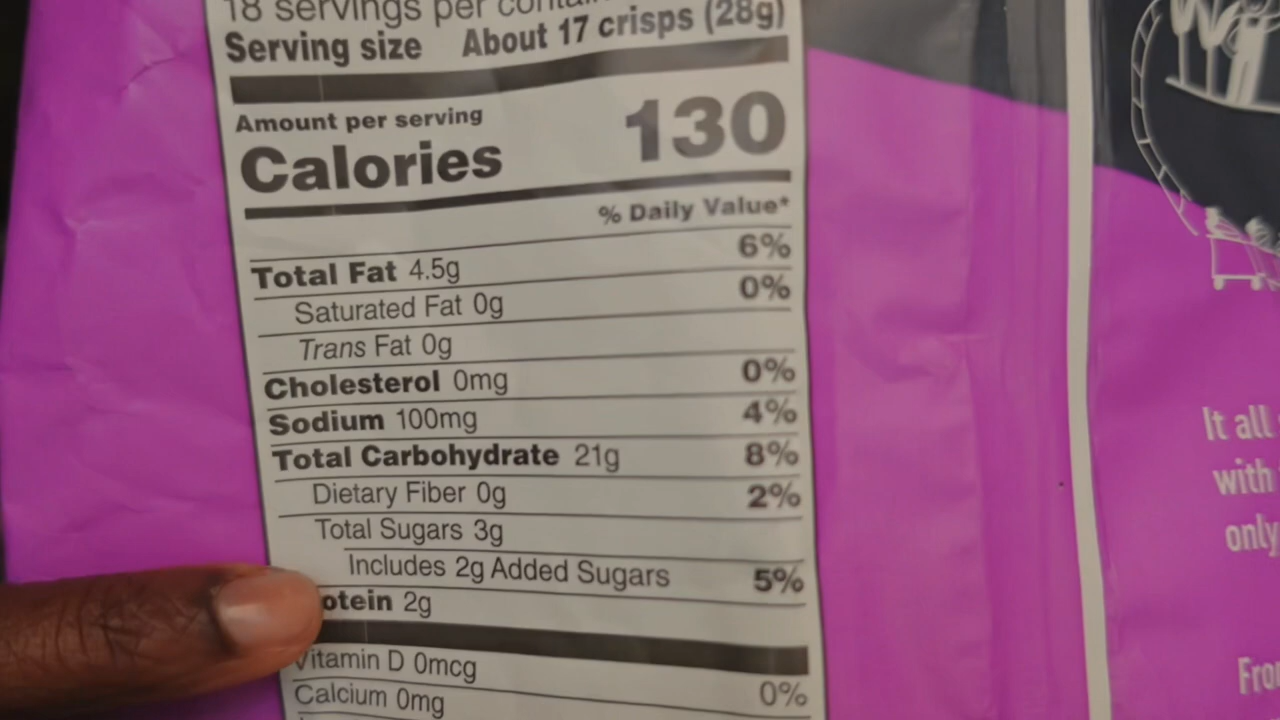 18 servings per
Serving size About 17 crisps (28g)
Amount per serving
Calories 130
% Daily Value*
Total Fat 4.5g 6%
Saturated Fat 0g 0%
Trans Fat 0g
Cholesterol 0mg 0%
Sodium 100mg 4%
Total Carbohydrate 21g 8%
Dietary Fiber 0g 2%
Total Sugars 3g
Includes 2g Added Sugars 5%
otein 2g
Vitamin D 0mcg 0%
Calcium 0mg
It all
with
only